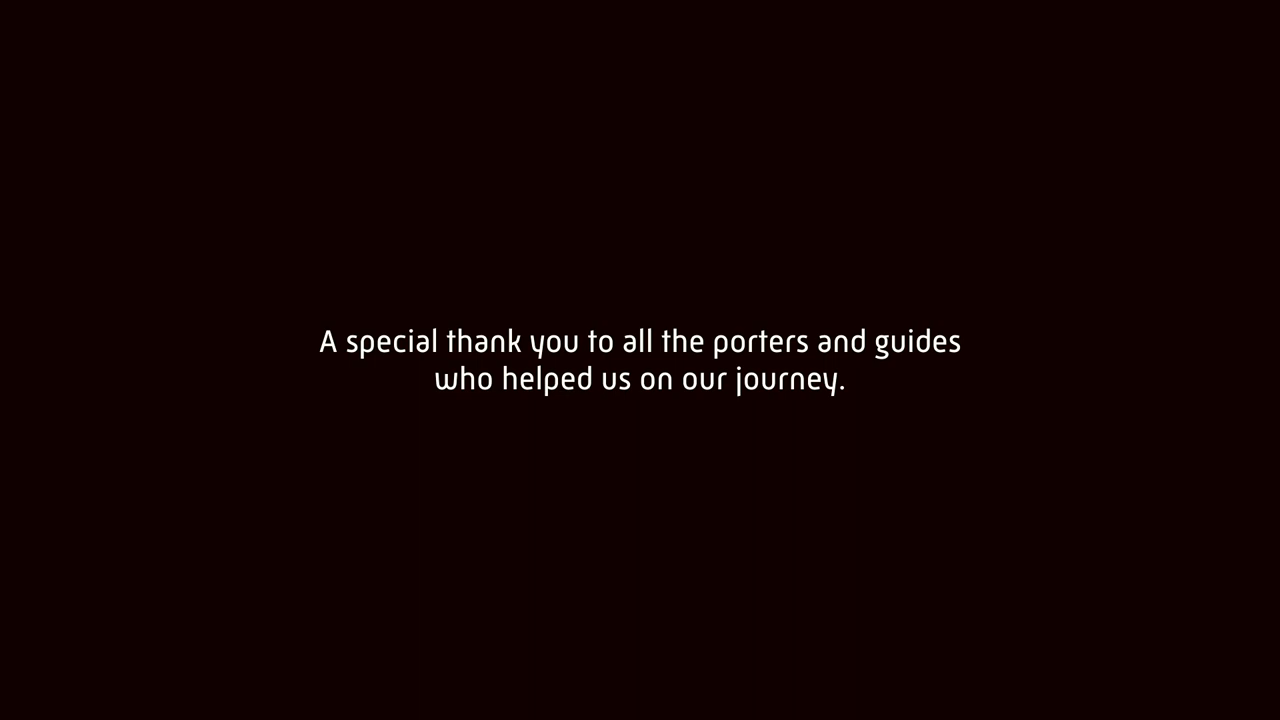 A special thank you to all the porters and guides
who helped us on our journey.